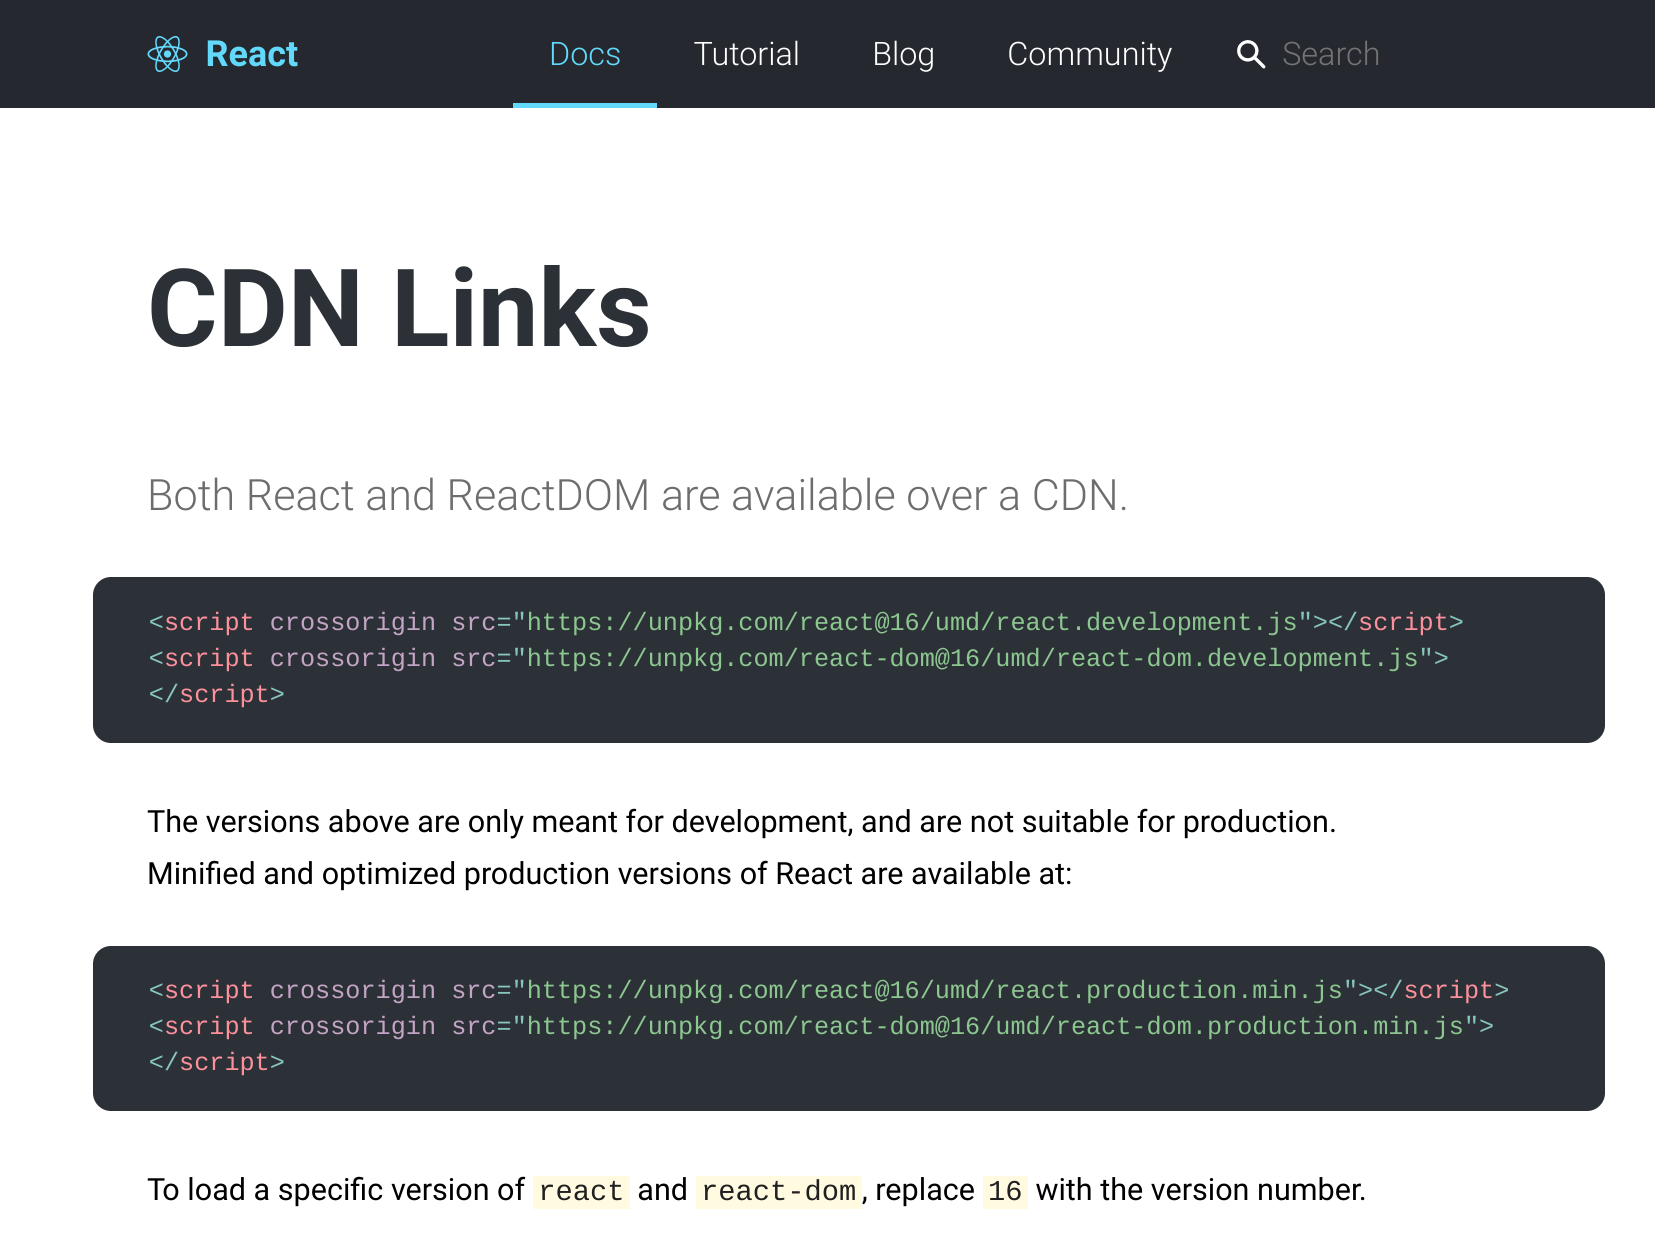 React Docs Tutorial Blog Community Search
CDN Links
Both React and ReactDOM are available over a CDN.
<script crossorigin src="https://unpkg.com/react@16/umd/react.development.js"></script>
<script crossorigin src="https://unpkg.com/react-dom@16/umd/react-dom.development.js">
</script>
The versions above are only meant for development, and are not suitable for production.
Minified and optimized production versions of React are available at:
<script crossorigin src="https://unpkg.com/react@16/umd/react.production.min.js"></script>
<script crossorigin src="https://unpkg.com/react-dom@16/umd/react-dom.production.min.js">
</script>
To load a specific version of react and react-dom, replace 16 with the version number.